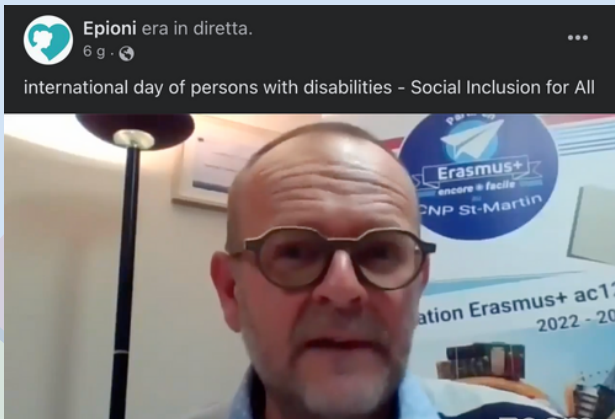 Epioni era in diretta.
6 g ·
international day of persons with disabilities - Social Inclusion for All
Erasmus+
encore + facile
CNP St-Martin
ation Erasmus+ ac12
2022 - 20